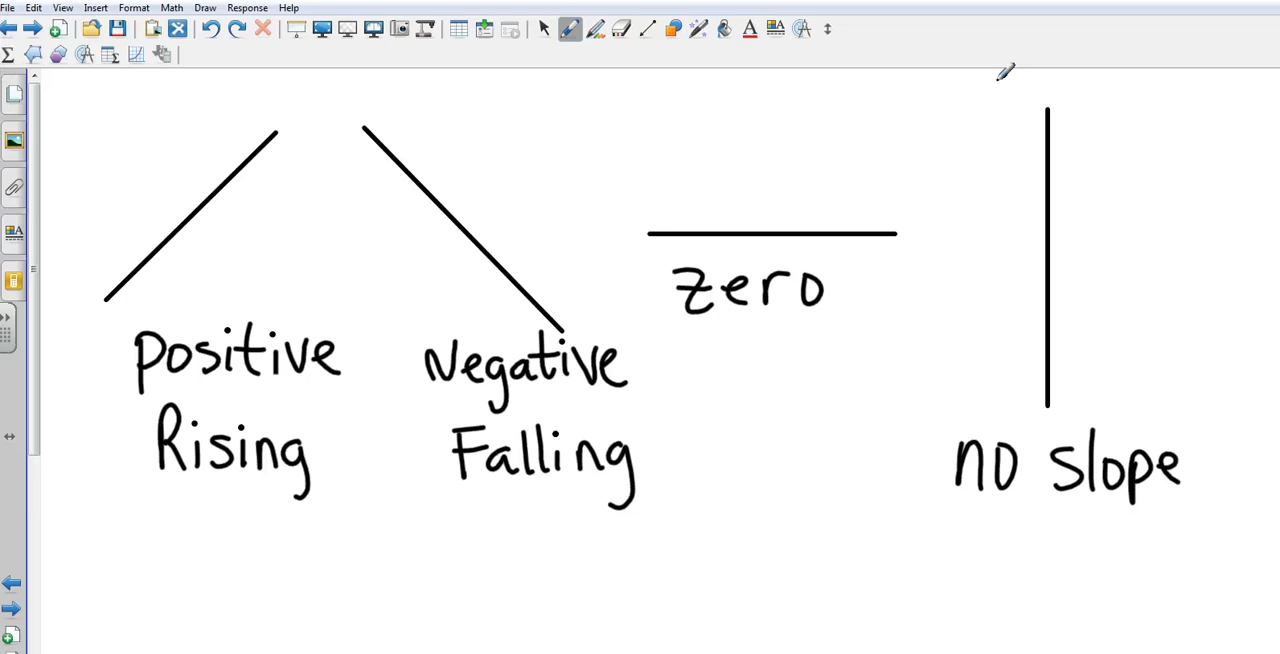 File Edit View Insert Format Math Draw Response Help
zero
Positive
Rising
Negative
Falling
no slope